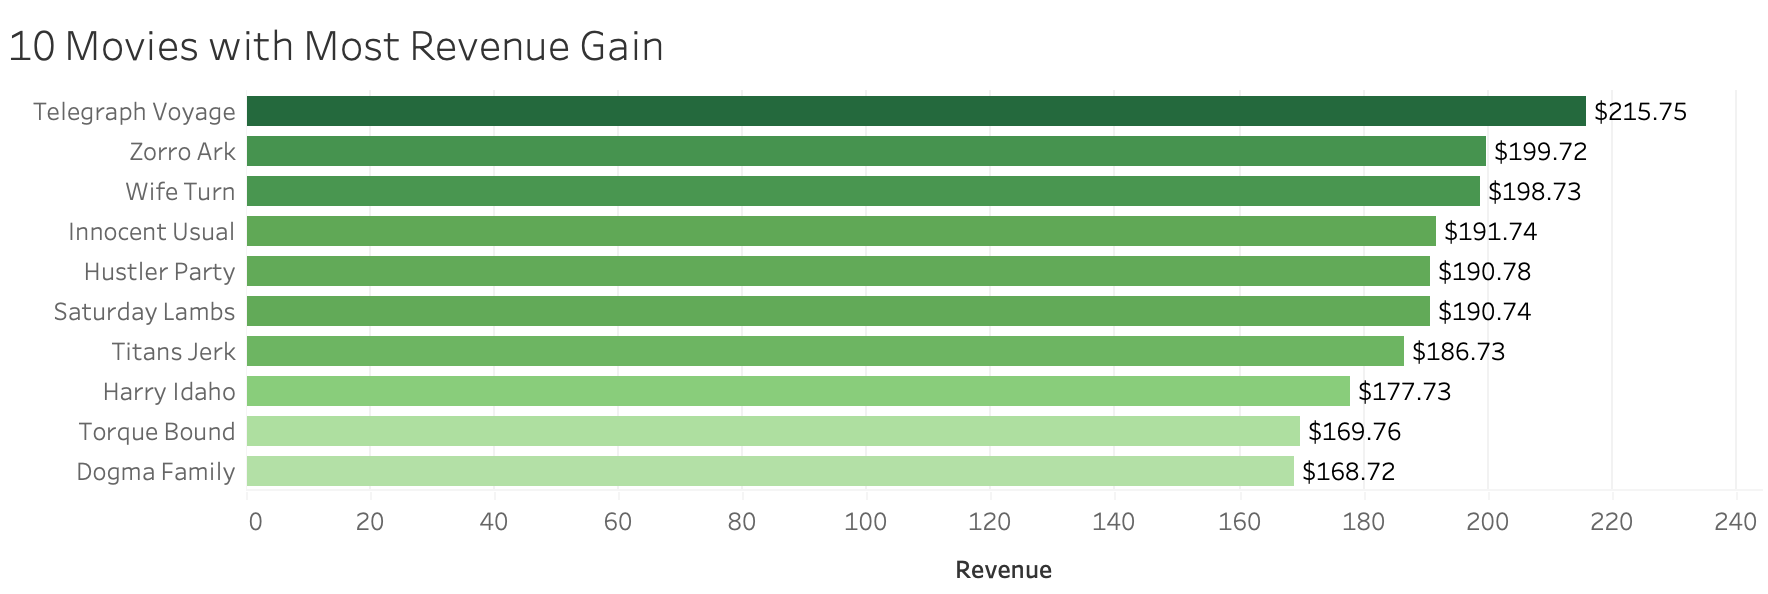 10 Movies with Most Revenue Gain
Telegraph Voyage $215.75
Zorro Ark $199.72
Wife Turn $198.73
Innocent Usual $191.74
Hustler Party $190.78
Saturday Lambs $190.74
Titans Jerk $186.73
Harry Idaho $177.73
Torque Bound $169.76
Dogma Family $168.72
0 20 40 60 80 100 120 140 160 180 200 220 240
Revenue